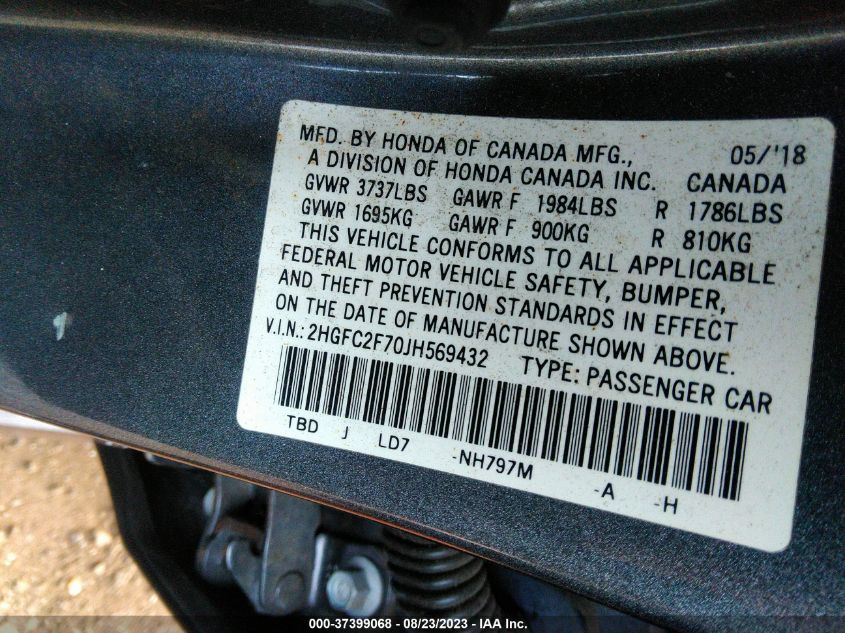 MFD. BY HONDA OF CANADA MFG., 05/'18
A DIVISION OF HONDA CANADA INC. CANADA
GVWR 3737LBS GAWR F 1984LBS R 1786LBS
GVWR 1695KG GAWR F 900KG R 810KG
THIS VEHICLE CONFORMS TO ALL APPLICABLE
FEDERAL MOTOR VEHICLE SAFETY, BUMPER,
AND THEFT PREVENTION STANDARDS IN EFFECT
ON THE DATE OF MANUFACTURE SHOWN ABOVE.
V.I.N.: 2HGFC2F70JH569432 TYPE: PASSENGER CAR
TBD J LD7 -NH797M -A -H
000-37399068 - 08/23/2023 - IAA Inc.